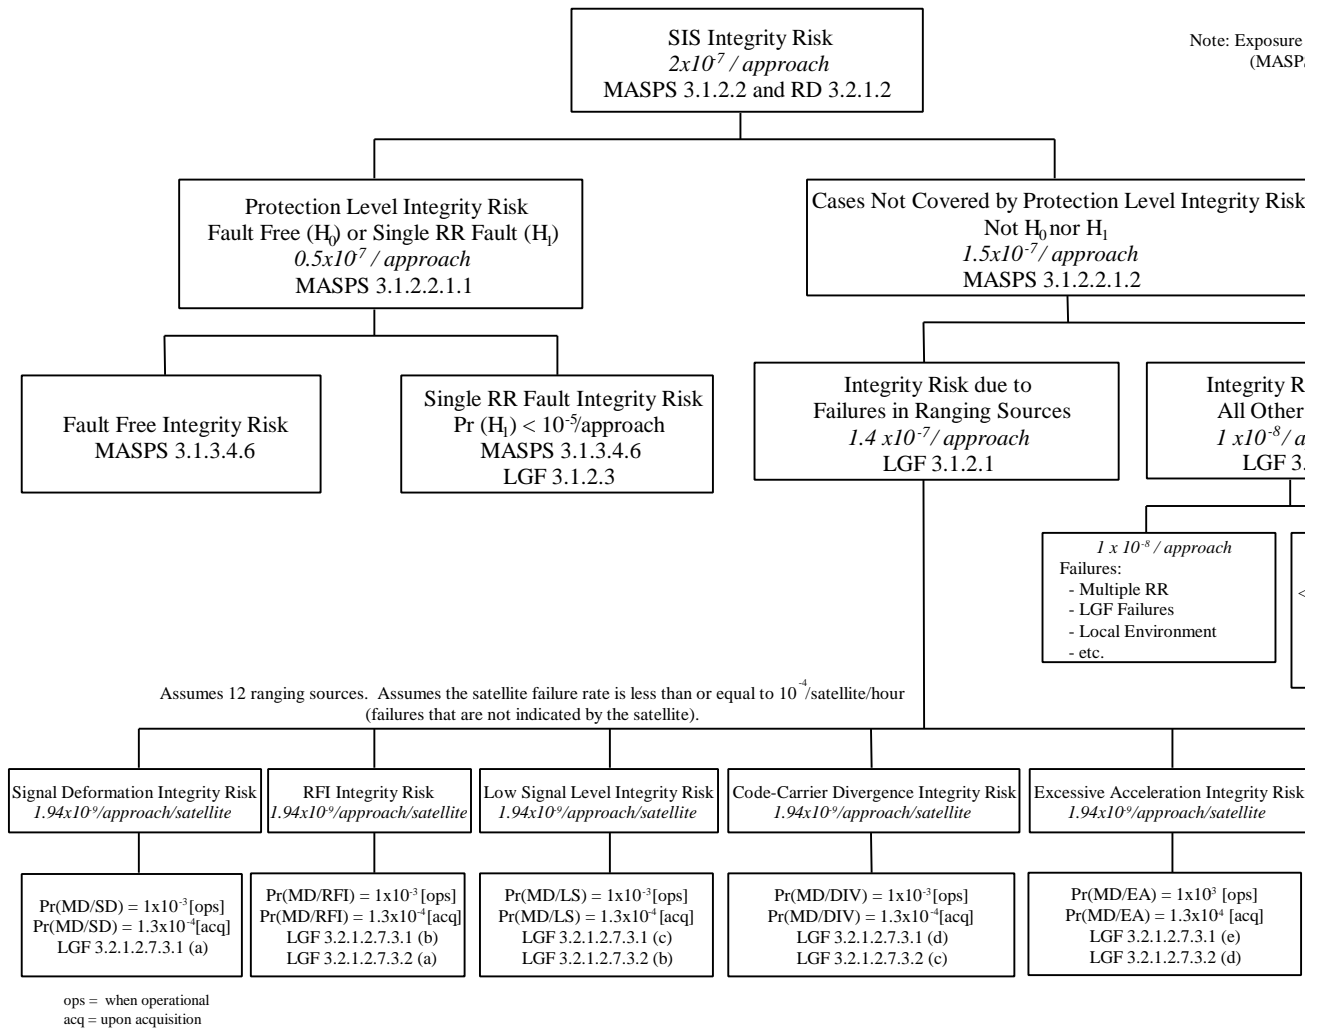 SIS Integrity Risk
2x10⁻⁷ / approach
MASPS 3.1.2.2 and RD 3.2.1.2
Note: Exposure
(MASPS
Protection Level Integrity Risk
Fault Free (H₀) or Single RR Fault (H₁)
0.5x10⁻⁷ / approach
MASPS 3.1.2.2.1.1
Cases Not Covered by Protection Level Integrity Risk
Not H₀ nor H₁
1.5x10⁻⁷ / approach
MASPS 3.1.2.2.1.2
Fault Free Integrity Risk
MASPS 3.1.3.4.6
Single RR Fault Integrity Risk
Pr (H₁) < 10⁻⁵/approach
MASPS 3.1.3.4.6
LGF 3.1.2.3
Integrity Risk due to
Failures in Ranging Sources
1.4 x10⁻⁷ / approach
LGF 3.1.2.1
Integrity R
All Other
1 x10⁻⁸ / a
LGF 3.
1 x 10⁻⁸ / approach
Failures:
- Multiple RR
- LGF Failures
- Local Environment
- etc.
<
Assumes 12 ranging sources. Assumes the satellite failure rate is less than or equal to 10⁻⁴/satellite/hour
(failures that are not indicated by the satellite).
Signal Deformation Integrity Risk
1.94x10⁻⁹/approach/satellite
RFI Integrity Risk
1.94x10⁻⁹/approach/satellite
Low Signal Level Integrity Risk
1.94x10⁻⁹/approach/satellite
Code-Carrier Divergence Integrity Risk
1.94x10⁻⁹/approach/satellite
Excessive Acceleration Integrity Risk
1.94x10⁻⁹/approach/satellite
Pr(MD/SD) = 1x10⁻³ [ops]
Pr(MD/SD) = 1.3x10⁻⁴ [acq]
LGF 3.2.1.2.7.3.1 (a)
Pr(MD/RFI) = 1x10⁻³ [ops]
Pr(MD/RFI) = 1.3x10⁻⁴ [acq]
LGF 3.2.1.2.7.3.1 (b)
LGF 3.2.1.2.7.3.2 (a)
Pr(MD/LS) = 1x10⁻³ [ops]
Pr(MD/LS) = 1.3x10⁻⁴ [acq]
LGF 3.2.1.2.7.3.1 (c)
LGF 3.2.1.2.7.3.2 (b)
Pr(MD/DIV) = 1x10⁻³ [ops]
Pr(MD/DIV) = 1.3x10⁻⁴ [acq]
LGF 3.2.1.2.7.3.1 (d)
LGF 3.2.1.2.7.3.2 (c)
Pr(MD/EA) = 1x10³ [ops]
Pr(MD/EA) = 1.3x10⁴ [acq]
LGF 3.2.1.2.7.3.1 (e)
LGF 3.2.1.2.7.3.2 (d)
ops = when operational
acq = upon acquisition